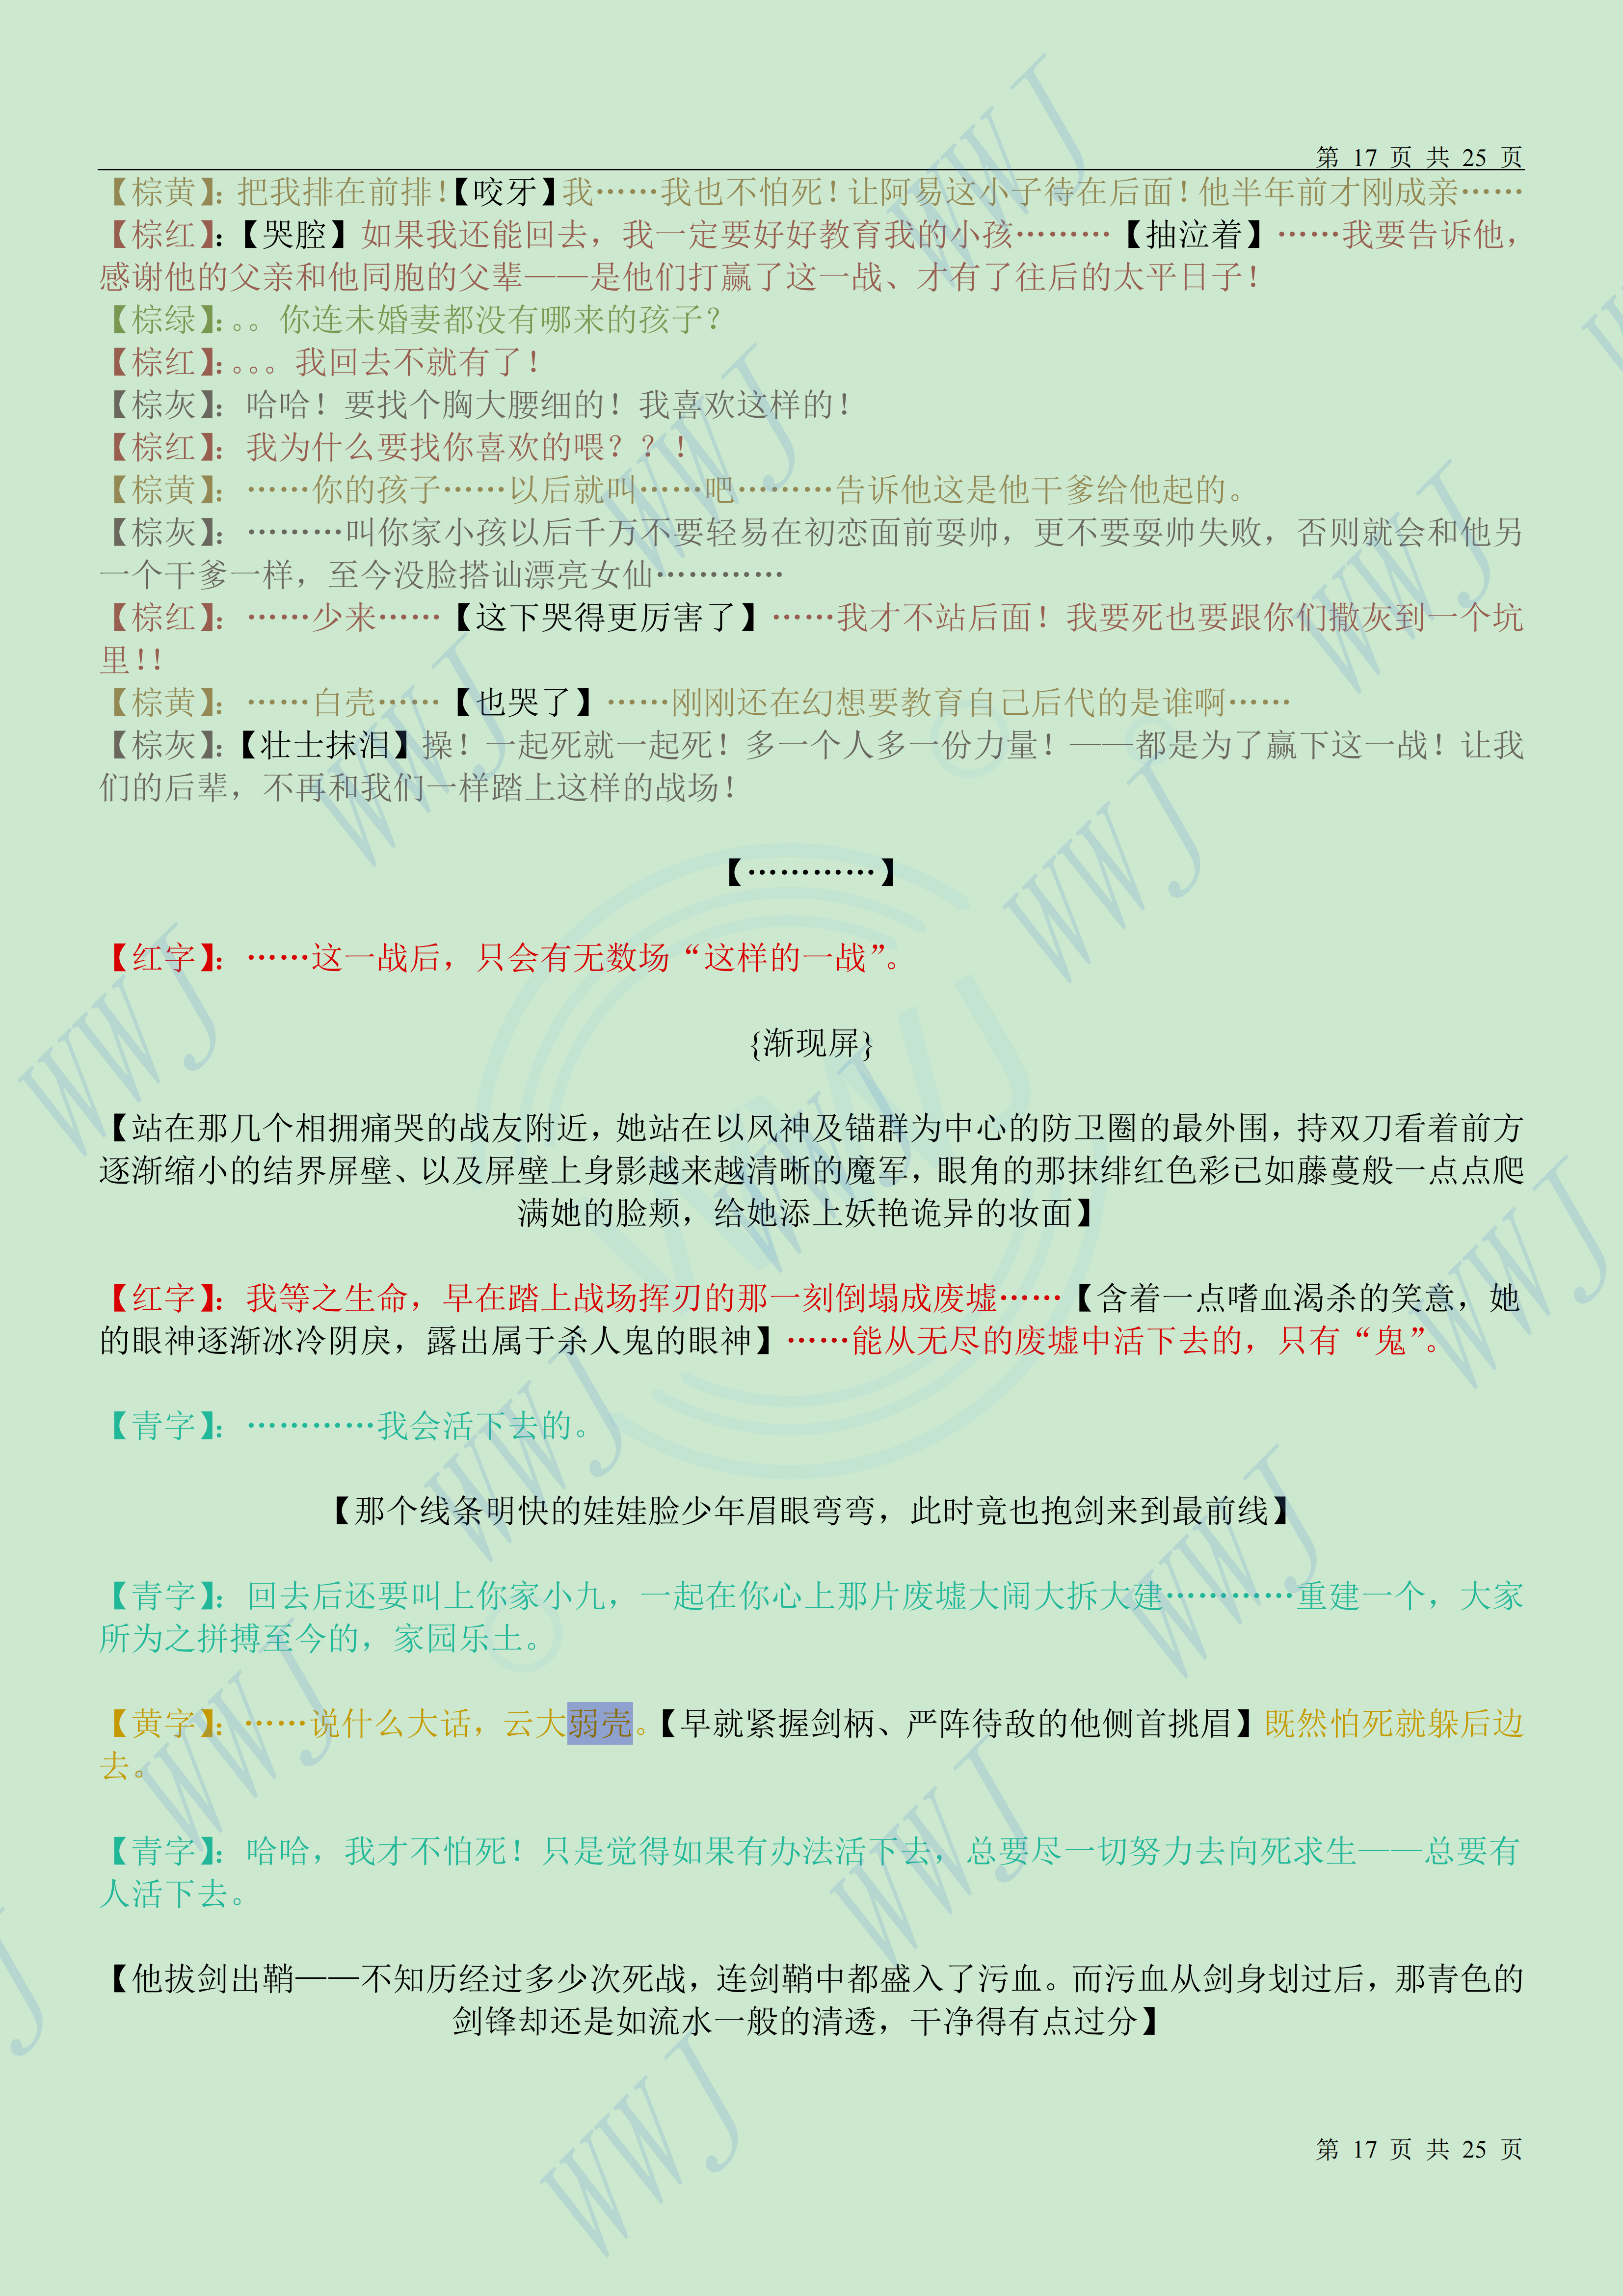 第 17 页 共 25 页
【棕黄】：把我排在前排！【咬牙】我……我也不怕死！让阿易这小子待在后面！他半年前才刚成亲……
【棕红】：【哭腔】如果我还能回去，我一定要好好教育我的小孩………【抽泣着】……我要告诉他，
感谢他的父亲和他同胞的父辈——是他们打赢了这一战、才有了往后的太平日子！
【棕绿】：。。你连未婚妻都没有哪来的孩子？
【棕红】：。。。我回去不就有了！
【棕灰】：哈哈！要找个胸大腰细的！我喜欢这样的！
【棕红】：我为什么要找你喜欢的喂？？！
【棕黄】：……你的孩子……以后就叫……吧………告诉他这是他干爹给他起的。
【棕灰】：………叫你家小孩以后千万不要轻易在初恋面前耍帅，更不要耍帅失败，否则就会和他另
一个干爹一样，至今没脸搭讪漂亮女仙…………
【棕红】：……少来……【这下哭得更厉害了】……我才不站后面！我要死也要跟你们撒灰到一个坑
里！！
【棕黄】：……白壳……【也哭了】……刚刚还在幻想要教育自己后代的是谁啊……
【棕灰】：【壮士抹泪】操！一起死就一起死！多一个人多一份力量！——都是为了赢下这一战！让我
们的后辈，不再和我们一样踏上这样的战场！
【…………】
【红字】：……这一战后，只会有无数场“这样的一战”。
{渐现屏}
【站在那几个相拥痛哭的战友附近，她站在以风神及锚群为中心的防卫圈的最外围，持双刀看着前方
逐渐缩小的结界屏壁、以及屏壁上身影越来越清晰的魔军，眼角的那抹绯红色彩已如藤蔓般一点点爬
满她的脸颊，给她添上妖艳诡异的妆面】
【红字】：我等之生命，早在踏上战场挥刃的那一刻倒塌成废墟……【含着一点嗜血渴杀的笑意，她
的眼神逐渐冰冷阴戾，露出属于杀人鬼的眼神】……能从无尽的废墟中活下去的，只有“鬼”。
【青字】：…………我会活下去的。
【那个线条明快的娃娃脸少年眉眼弯弯，此时竟也抱剑来到最前线】
【青字】：回去后还要叫上你家小九，一起在你心上那片废墟大闹大拆大建…………重建一个，大家
所为之拼搏至今的，家园乐土。
【黄字】：……说什么大话，云大弱壳。【早就紧握剑柄、严阵待敌的他侧首挑眉】既然怕死就躲后边
去。
【青字】：哈哈，我才不怕死！只是觉得如果有办法活下去，总要尽一切努力去向死求生——总要有
人活下去。
【他拔剑出鞘——不知历经过多少次死战，连剑鞘中都盛入了污血。而污血从剑身划过后，那青色的
剑锋却还是如流水一般的清透，干净得有点过分】
第 17 页 共 25 页
WWJ